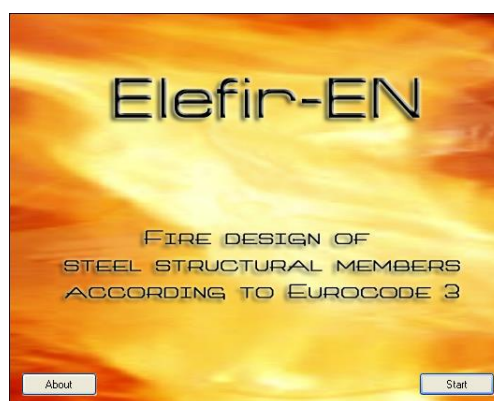 Elefir-EN
Fire design of
steel structural members
according to Eurocode 3
About
Start